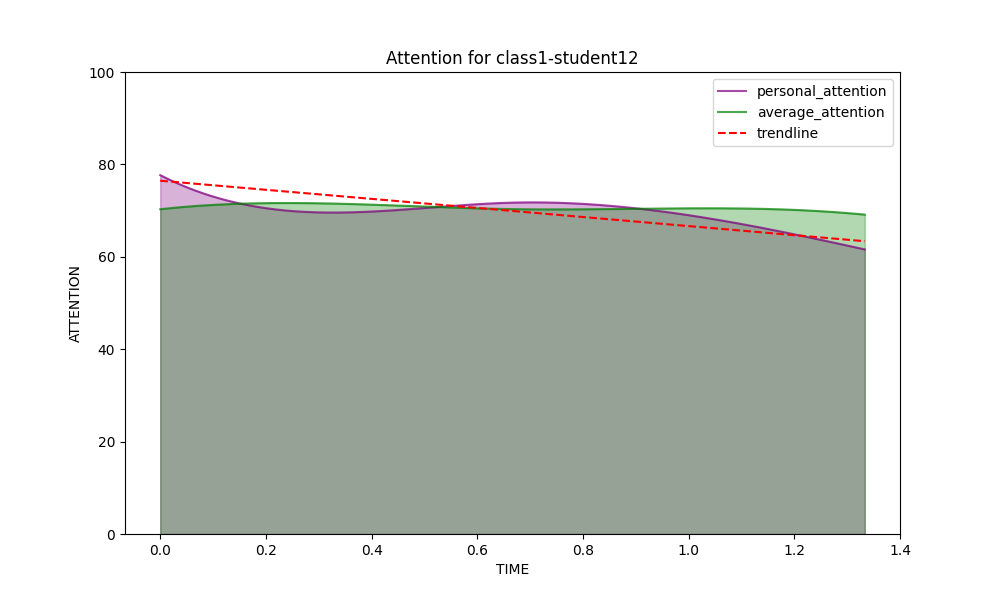 Attention for class1-student12
personal_attention
average_attention
trendline
ATTENTION
100
80
60
40
20
0
0.0 0.2 0.4 0.6 0.8 1.0 1.2 1.4
TIME